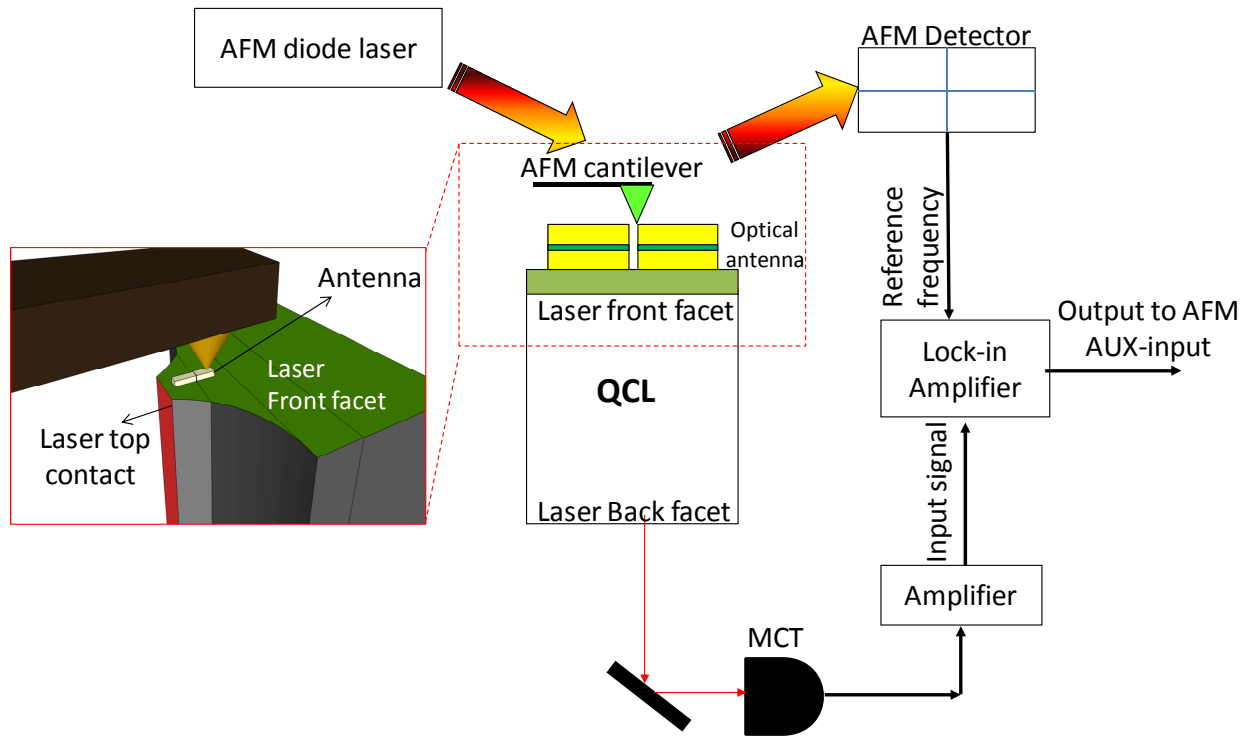 AFM diode laser
AFM Detector
AFM cantilever
Optical
antenna
Reference
frequency
Antenna
Laser
Front facet
Laser top
contact
Laser front facet
QCL
Laser Back facet
Lock-in
Amplifier
Output to AFM
AUX-input
Input signal
Amplifier
MCT